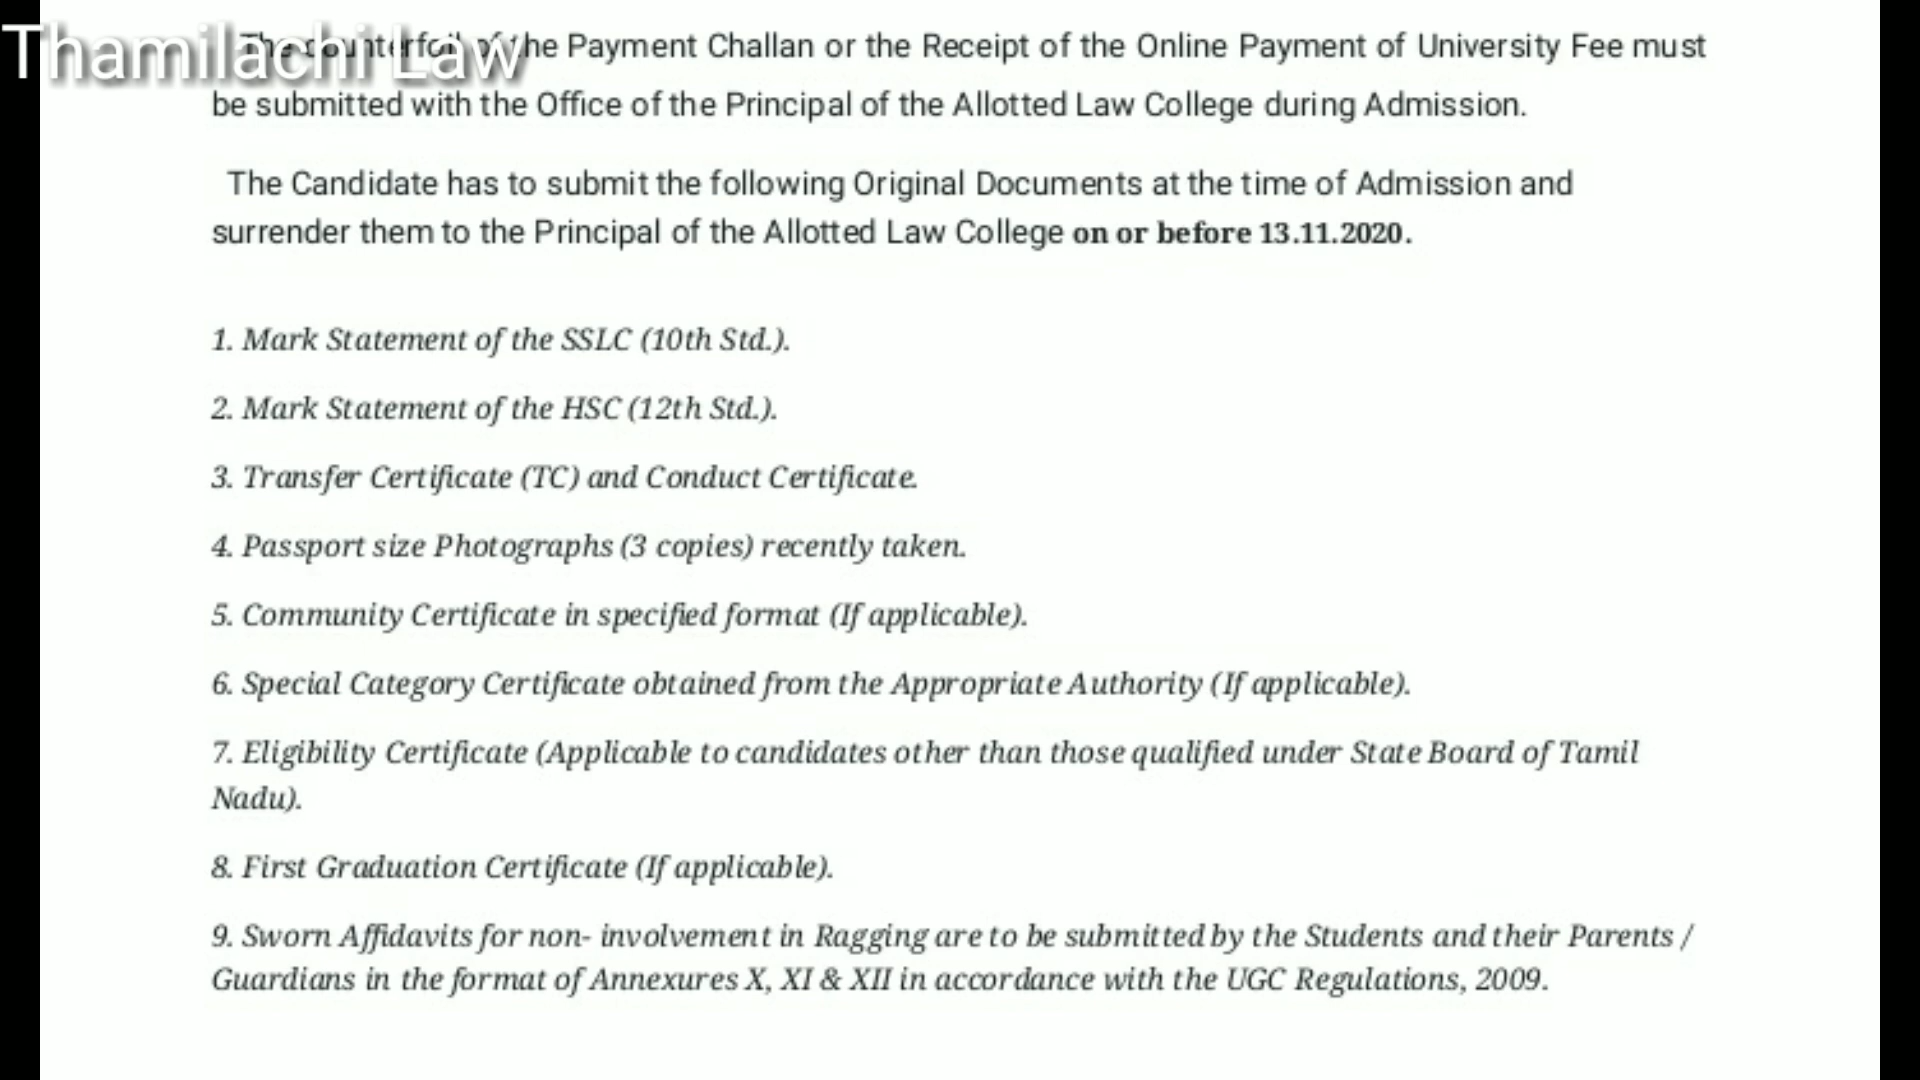 Thamilachi Law
The counterfoil of the Payment Challan or the Receipt of the Online Payment of University Fee must
be submitted with the Office of the Principal of the Allotted Law College during Admission.
The Candidate has to submit the following Original Documents at the time of Admission and
surrender them to the Principal of the Allotted Law College on or before 13.11.2020.
1. Mark Statement of the SSLC (10th Std.).
2. Mark Statement of the HSC (12th Std.).
3. Transfer Certificate (TC) and Conduct Certificate.
4. Passport size Photographs (3 copies) recently taken.
5. Community Certificate in specified format (If applicable).
6. Special Category Certificate obtained from the Appropriate Authority (If applicable).
7. Eligibility Certificate (Applicable to candidates other than those qualified under State Board of Tamil
Nadu).
8. First Graduation Certificate (If applicable).
9. Sworn Affidavits for non- involvement in Ragging are to be submitted by the Students and their Parents /
Guardians in the format of Annexures X, XI & XII in accordance with the UGC Regulations, 2009.